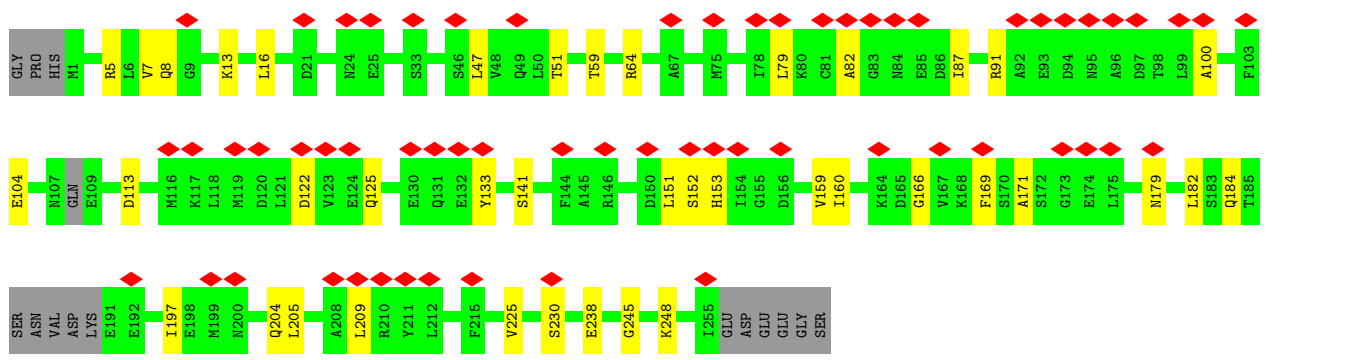 GLY PRO HIS M1 R5 L6 V7 Q8 G9 K13 L16 D21 N24 E25 S33 S46 L47 V48 Q49 L50 T51 T59 R64 A67 M75 I78 L79 K80 C81 A82 G83 N84 E85 D86 I87 R91 A92 E93 D94 N95 A96 D97 T98 L99 A100 F103
E104 N107 GLN E109 D113 M116 K117 L118 M119 D120 L121 D122 V123 E124 Q125 E130 Q131 E132 Y133 S141 F144 A145 R146 D150 L151 S152 H153 I154 G155 D156 V159 I160 K164 D165 G166 V167 K168 F169 S170 A171 S172 G173 E174 L175 N179 L182 S183 Q184 T185
SER ASN VAL ASP LYS E191 E192 I197 E198 M199 N200 Q204 L205 A208 L209 R210 Y211 L212 F215 V225 S230 E238 G245 K248 I255 GLU ASP GLU GLU GLY SER